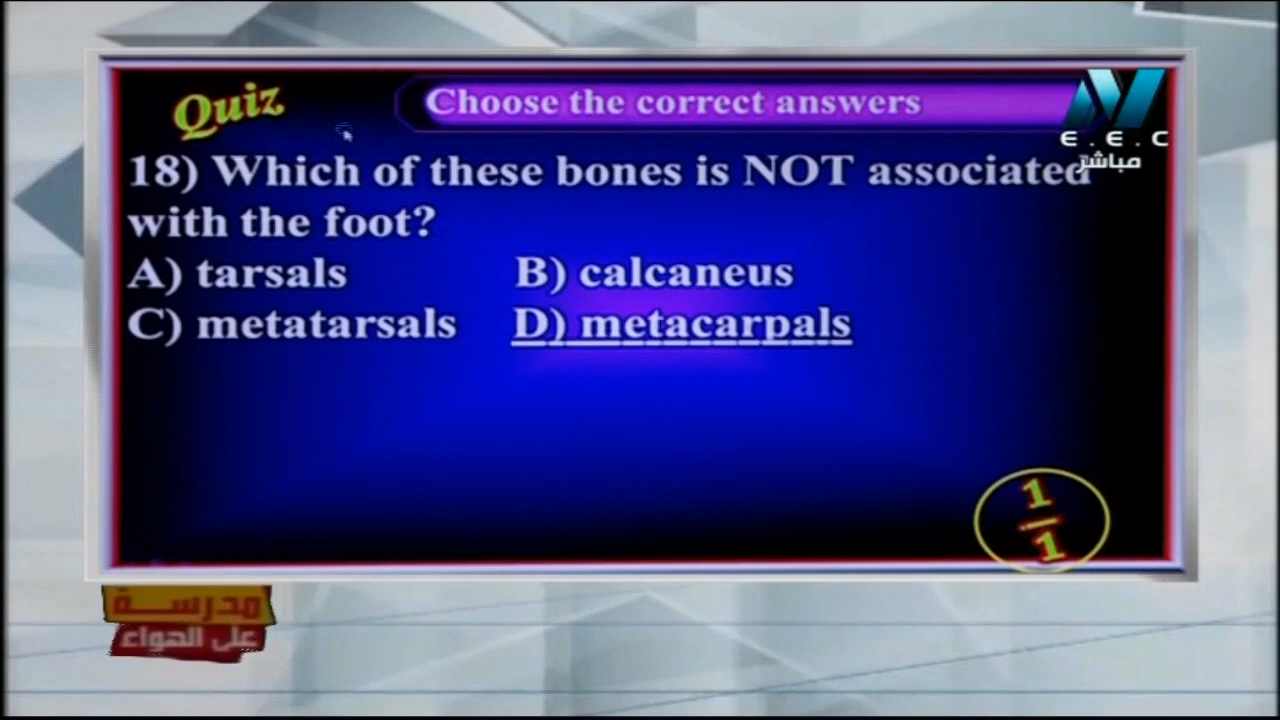 Quiz
Choose the correct answers
E.E.C
مباشر
18) Which of these bones is NOT associated
with the foot?
A) tarsals B) calcaneus
C) metatarsals D) metacarpals
1
1
مدرسة
على الهواء